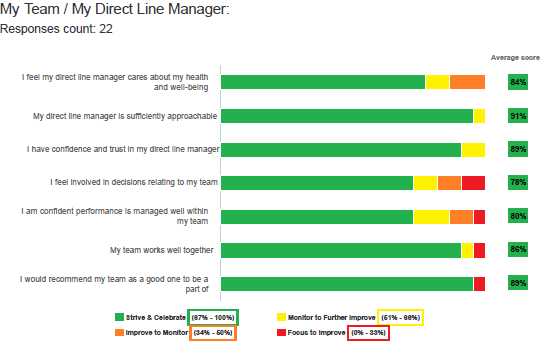 My Team / My Direct Line Manager:
Responses count: 22
Average score
I feel my direct line manager cares about my health
and well-being
84%
My direct line manager is sufficiently approachable
91%
I have confidence and trust in my direct line manager
89%
I feel involved in decisions relating to my team
78%
I am confident performance is managed well within
my team
80%
My team works well together
86%
I would recommend my team as a good one to be a
part of
89%
Strive & Celebrate (67% - 100%)
Monitor to Further Improve (51% - 66%)
Improve to Monitor (34% - 50%)
Focus to Improve (0% - 33%)